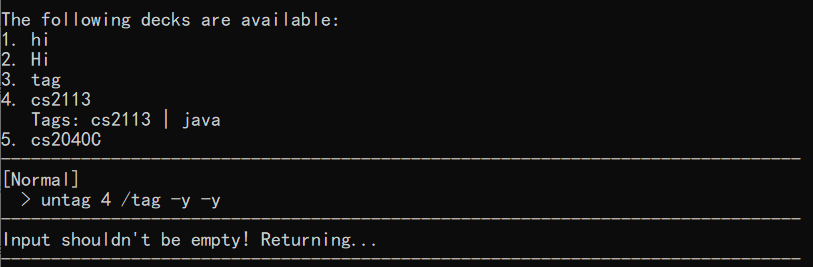 The following decks are available:
1. hi
2. Hi
3. tag
4. cs2113
Tags: cs2113 | java
5. cs2040C
--------------------------------------------------------------------------------
[Normal]
> untag 4 /tag -y -y
--------------------------------------------------------------------------------
Input shouldn't be empty! Returning...
--------------------------------------------------------------------------------